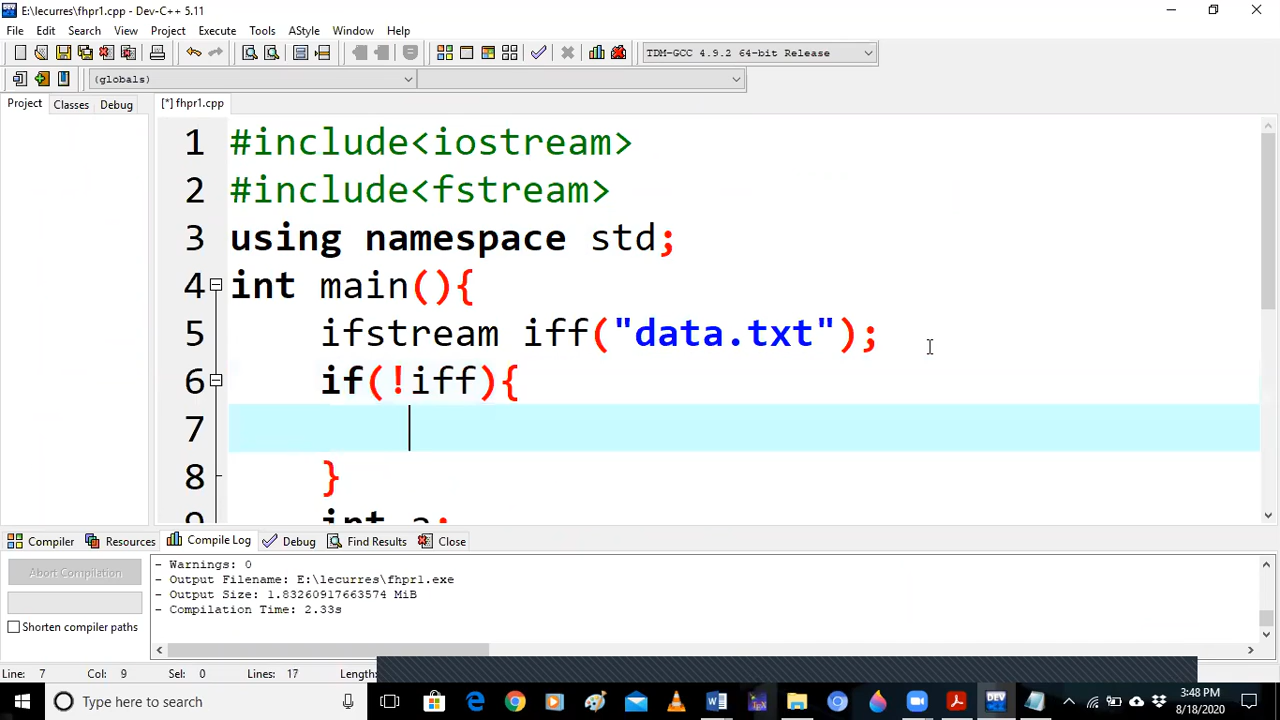 E:\lecurres\fhpr1.cpp - Dev-C++ 5.11
File Edit Search View Project Execute Tools AStyle Window Help
TDM-GCC 4.9.2 64-bit Release
(globals)
Project Classes Debug [*] fhpr1.cpp
1 #include<iostream>
2 #include<fstream>
3 using namespace std;
4 int main(){
5 ifstream iff("data.txt");
6 if(!iff){
7
8 }
9 int a;
Compiler Resources Compile Log Debug Find Results Close
Abort Compilation
Shorten compiler paths
- Warnings: 0
- Output Filename: E:\lecurres\fhpr1.exe
- Output Size: 1.83260917663574 MiB
- Compilation Time: 2.33s
Line: 7 Col: 9 Sel: 0 Lines: 17 Length:
Type here to search
3:48 PM
8/18/2020